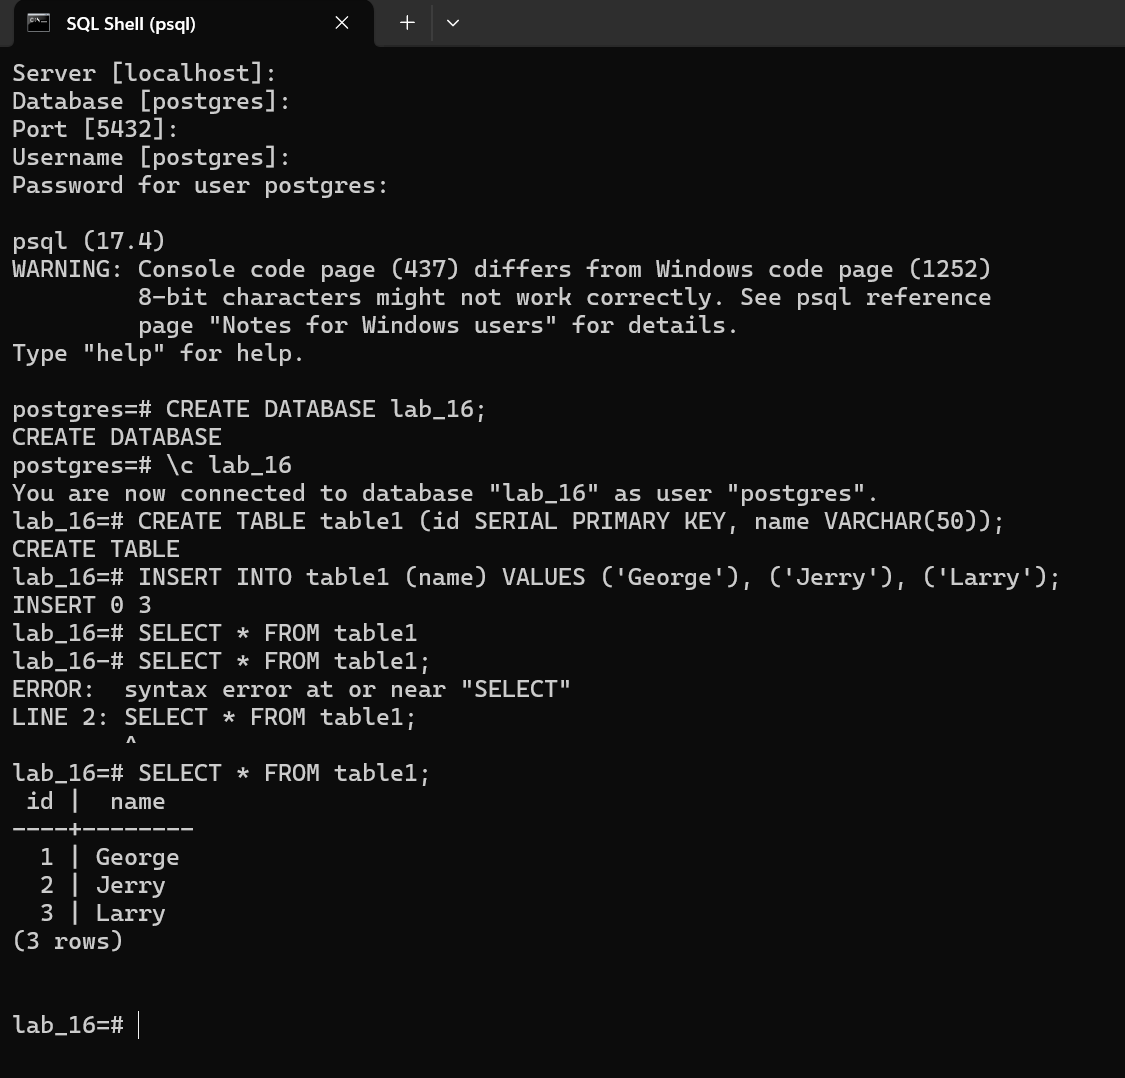 SQL Shell (psql)
Server [localhost]:
Database [postgres]:
Port [5432]:
Username [postgres]:
Password for user postgres:

psql (17.4)
WARNING: Console code page (437) differs from Windows code page (1252)
         8-bit characters might not work correctly. See psql reference
         page "Notes for Windows users" for details.
Type "help" for help.

postgres=# CREATE DATABASE lab_16;
CREATE DATABASE
postgres=# \c lab_16
You are now connected to database "lab_16" as user "postgres".
lab_16=# CREATE TABLE table1 (id SERIAL PRIMARY KEY, name VARCHAR(50));
CREATE TABLE
lab_16=# INSERT INTO table1 (name) VALUES ('George'), ('Jerry'), ('Larry');
INSERT 0 3
lab_16=# SELECT * FROM table1
lab_16-# SELECT * FROM table1;
ERROR:  syntax error at or near "SELECT"
LINE 2: SELECT * FROM table1;
        ^
lab_16=# SELECT * FROM table1;
 id |  name
----+--------
  1 | George
  2 | Jerry
  3 | Larry
(3 rows)


lab_16=#